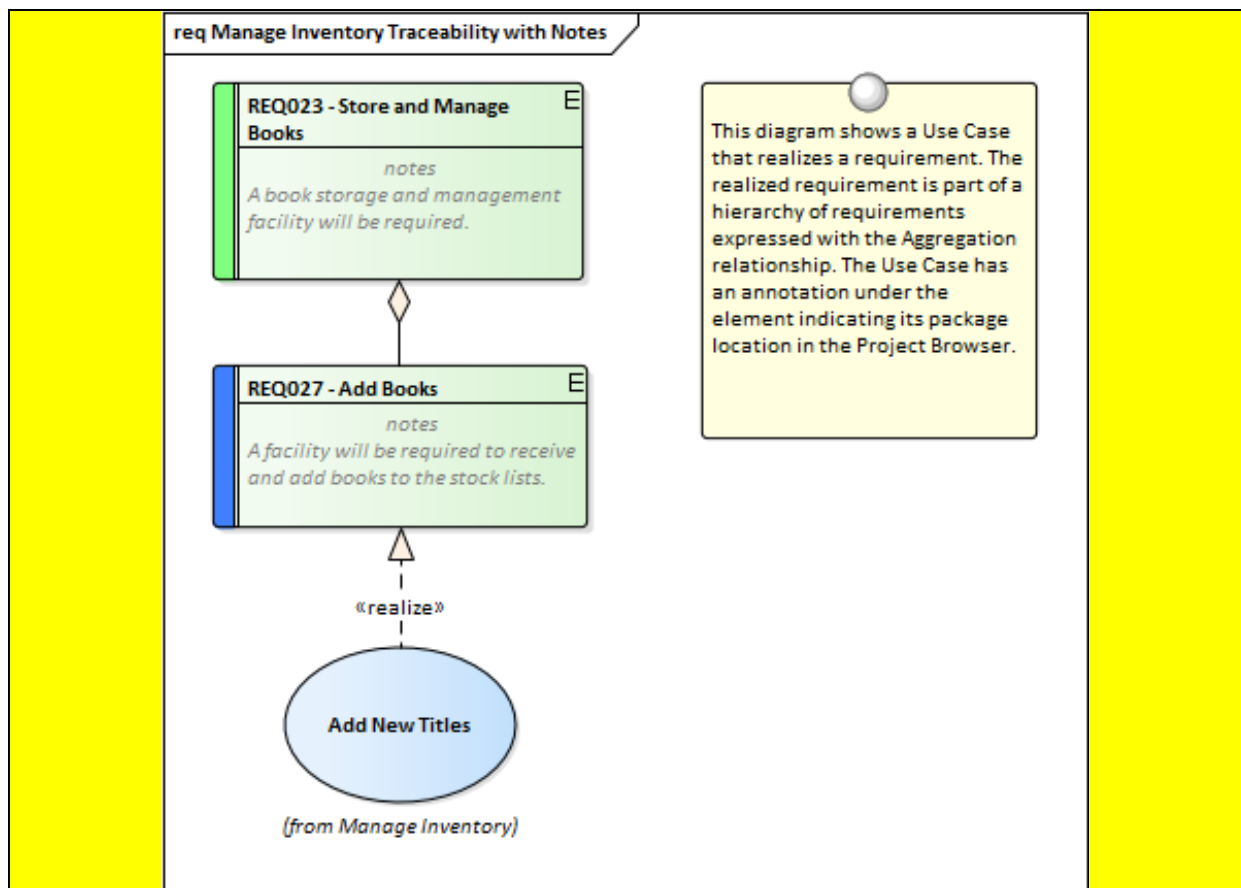 req Manage Inventory Traceability with Notes
REQ023 - Store and Manage
Books
notes
A book storage and management
facility will be required.
REQ027 - Add Books
notes
A facility will be required to receive
and add books to the stock lists.
«realize»
Add New Titles
(from Manage Inventory)
This diagram shows a Use Case
that realizes a requirement. The
realized requirement is part of a
hierarchy of requirements
expressed with the Aggregation
relationship. The Use Case has
an annotation under the
element indicating its package
location in the Project Browser.